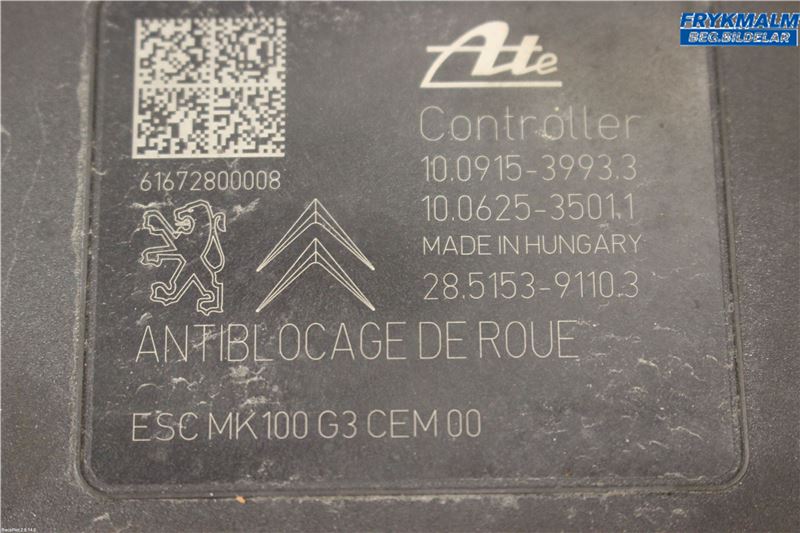 FRYKMALM
BEG.BILDELAR
Ate
Controller
10.0915-3993.3
61672800008
10.0625-3501.1
MADE IN HUNGARY
28.5153-9110.3
ANTIBLOCAGE DE ROUE
ESC MK100 G3 CEM 00